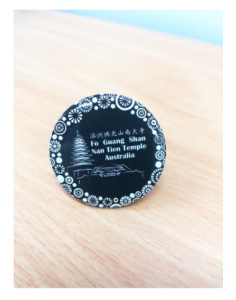 澳洲佛光山南天寺
Fo Guang Shan
Nan Tien Temple
Australia